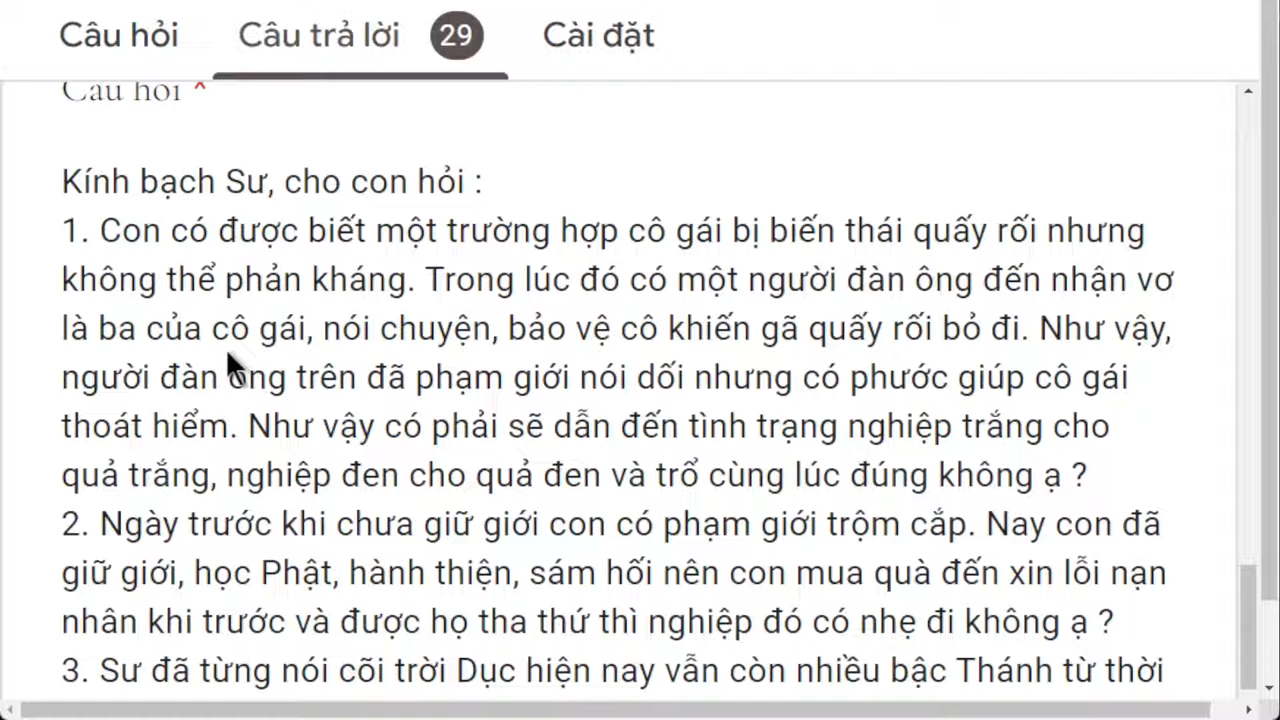 Câu hỏi Câu trả lời 29 Cài đặt
Câu hỏi *
Kính bạch Sư, cho con hỏi :
1. Con có được biết một trường hợp cô gái bị biến thái quấy rối nhưng
không thể phản kháng. Trong lúc đó có một người đàn ông đến nhận vơ
là ba của cô gái, nói chuyện, bảo vệ cô khiến gã quấy rối bỏ đi. Như vậy,
người đàn ông trên đã phạm giới nói dối nhưng có phước giúp cô gái
thoát hiểm. Như vậy có phải sẽ dẫn đến tình trạng nghiệp trắng cho
quả trắng, nghiệp đen cho quả đen và trổ cùng lúc đúng không ạ ?
2. Ngày trước khi chưa giữ giới con có phạm giới trộm cắp. Nay con đã
giữ giới, học Phật, hành thiện, sám hối nên con mua quà đến xin lỗi nạn
nhân khi trước và được họ tha thứ thì nghiệp đó có nhẹ đi không ạ ?
3. Sư đã từng nói cõi trời Dục hiện nay vẫn còn nhiều bậc Thánh từ thời